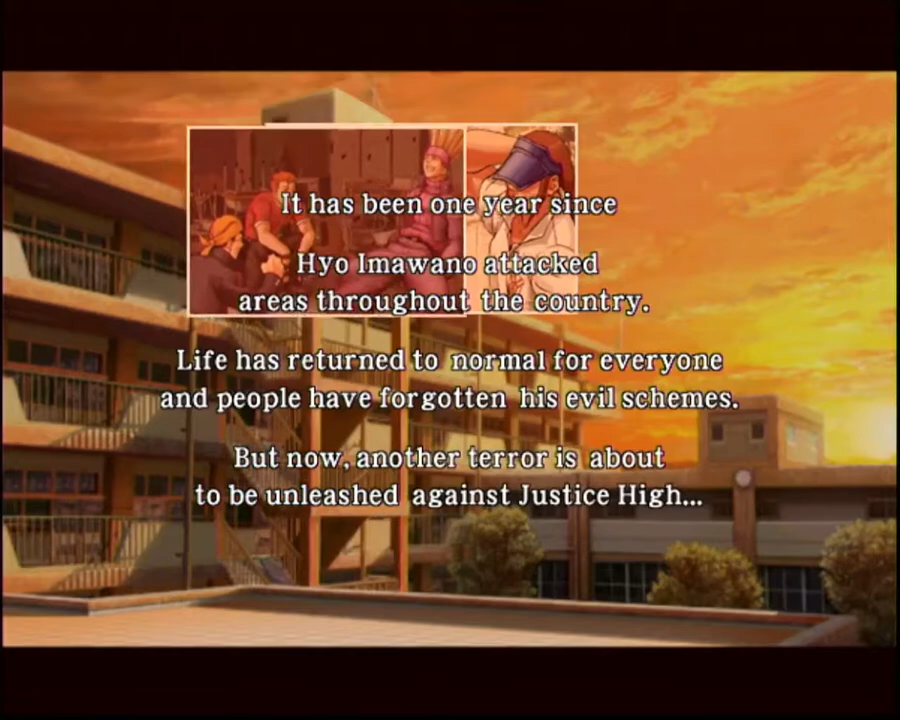 It has been one year since
Hyo Imawano attacked
areas throughout the country.
Life has returned to normal for everyone
and people have forgotten his evil schemes.
But now, another terror is about
to be unleashed against Justice High...